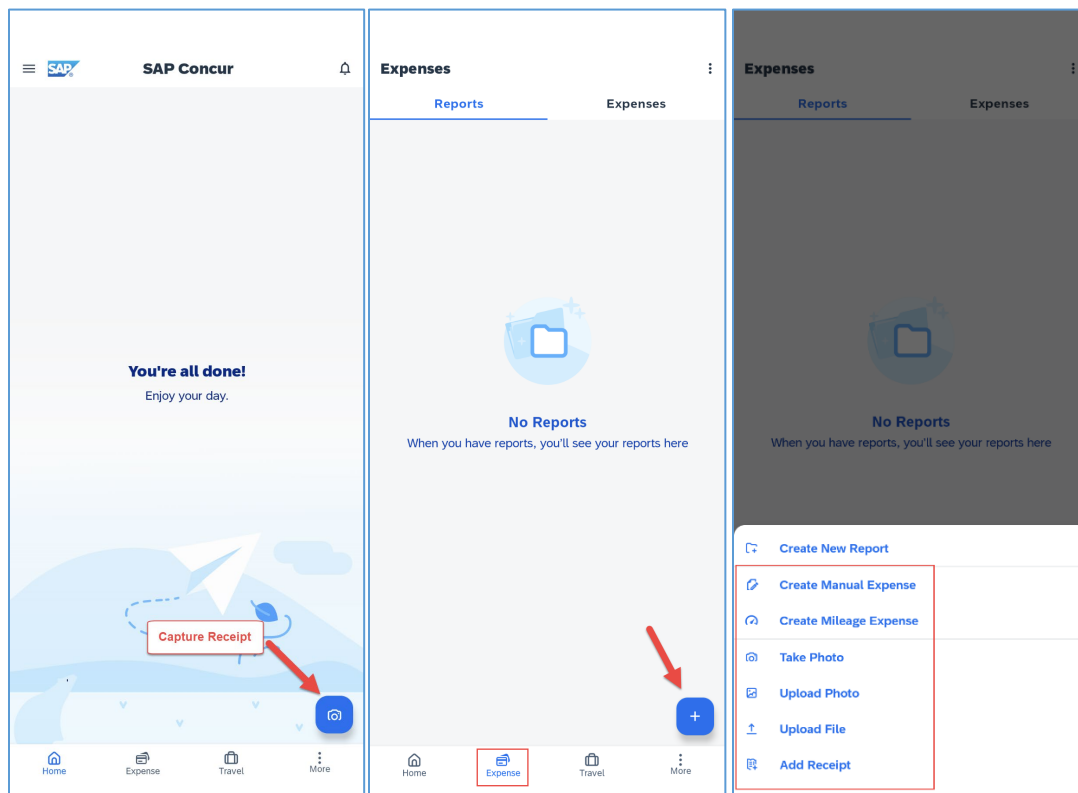 SAP
SAP Concur
You're all done!
Enjoy your day.
Capture Receipt
Home
Expense
Travel
More
Expenses
Reports
Expenses
No Reports
When you have reports, you'll see your reports here
+
Home
Expense
Travel
More
Expenses
Reports
Expenses
No Reports
When you have reports, you'll see your reports here
Create New Report
Create Manual Expense
Create Mileage Expense
Take Photo
Upload Photo
Upload File
Add Receipt